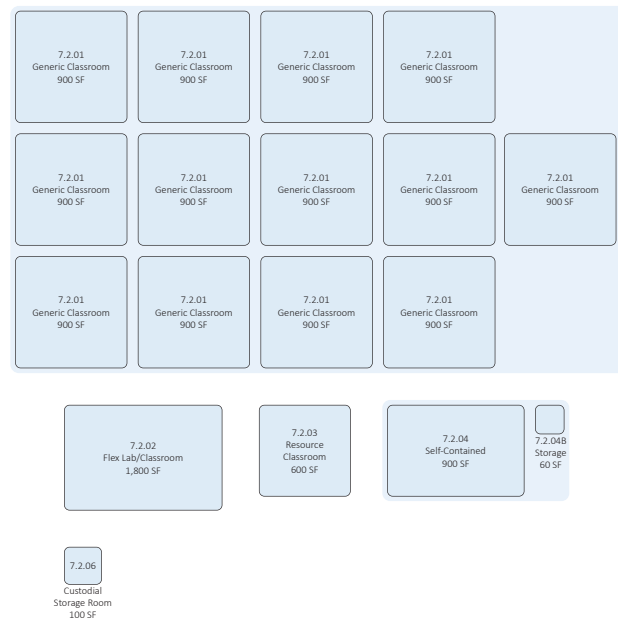 7.2.01
Generic Classroom
900 SF
7.2.01
Generic Classroom
900 SF
7.2.01
Generic Classroom
900 SF
7.2.01
Generic Classroom
900 SF
7.2.01
Generic Classroom
900 SF
7.2.01
Generic Classroom
900 SF
7.2.01
Generic Classroom
900 SF
7.2.01
Generic Classroom
900 SF
7.2.01
Generic Classroom
900 SF
7.2.01
Generic Classroom
900 SF
7.2.01
Generic Classroom
900 SF
7.2.01
Generic Classroom
900 SF
7.2.01
Generic Classroom
900 SF
7.2.02
Flex Lab/Classroom
1,800 SF
7.2.03
Resource
Classroom
600 SF
7.2.04
Self-Contained
900 SF
7.2.04B
Storage
60 SF
7.2.06
Custodial
Storage Room
100 SF